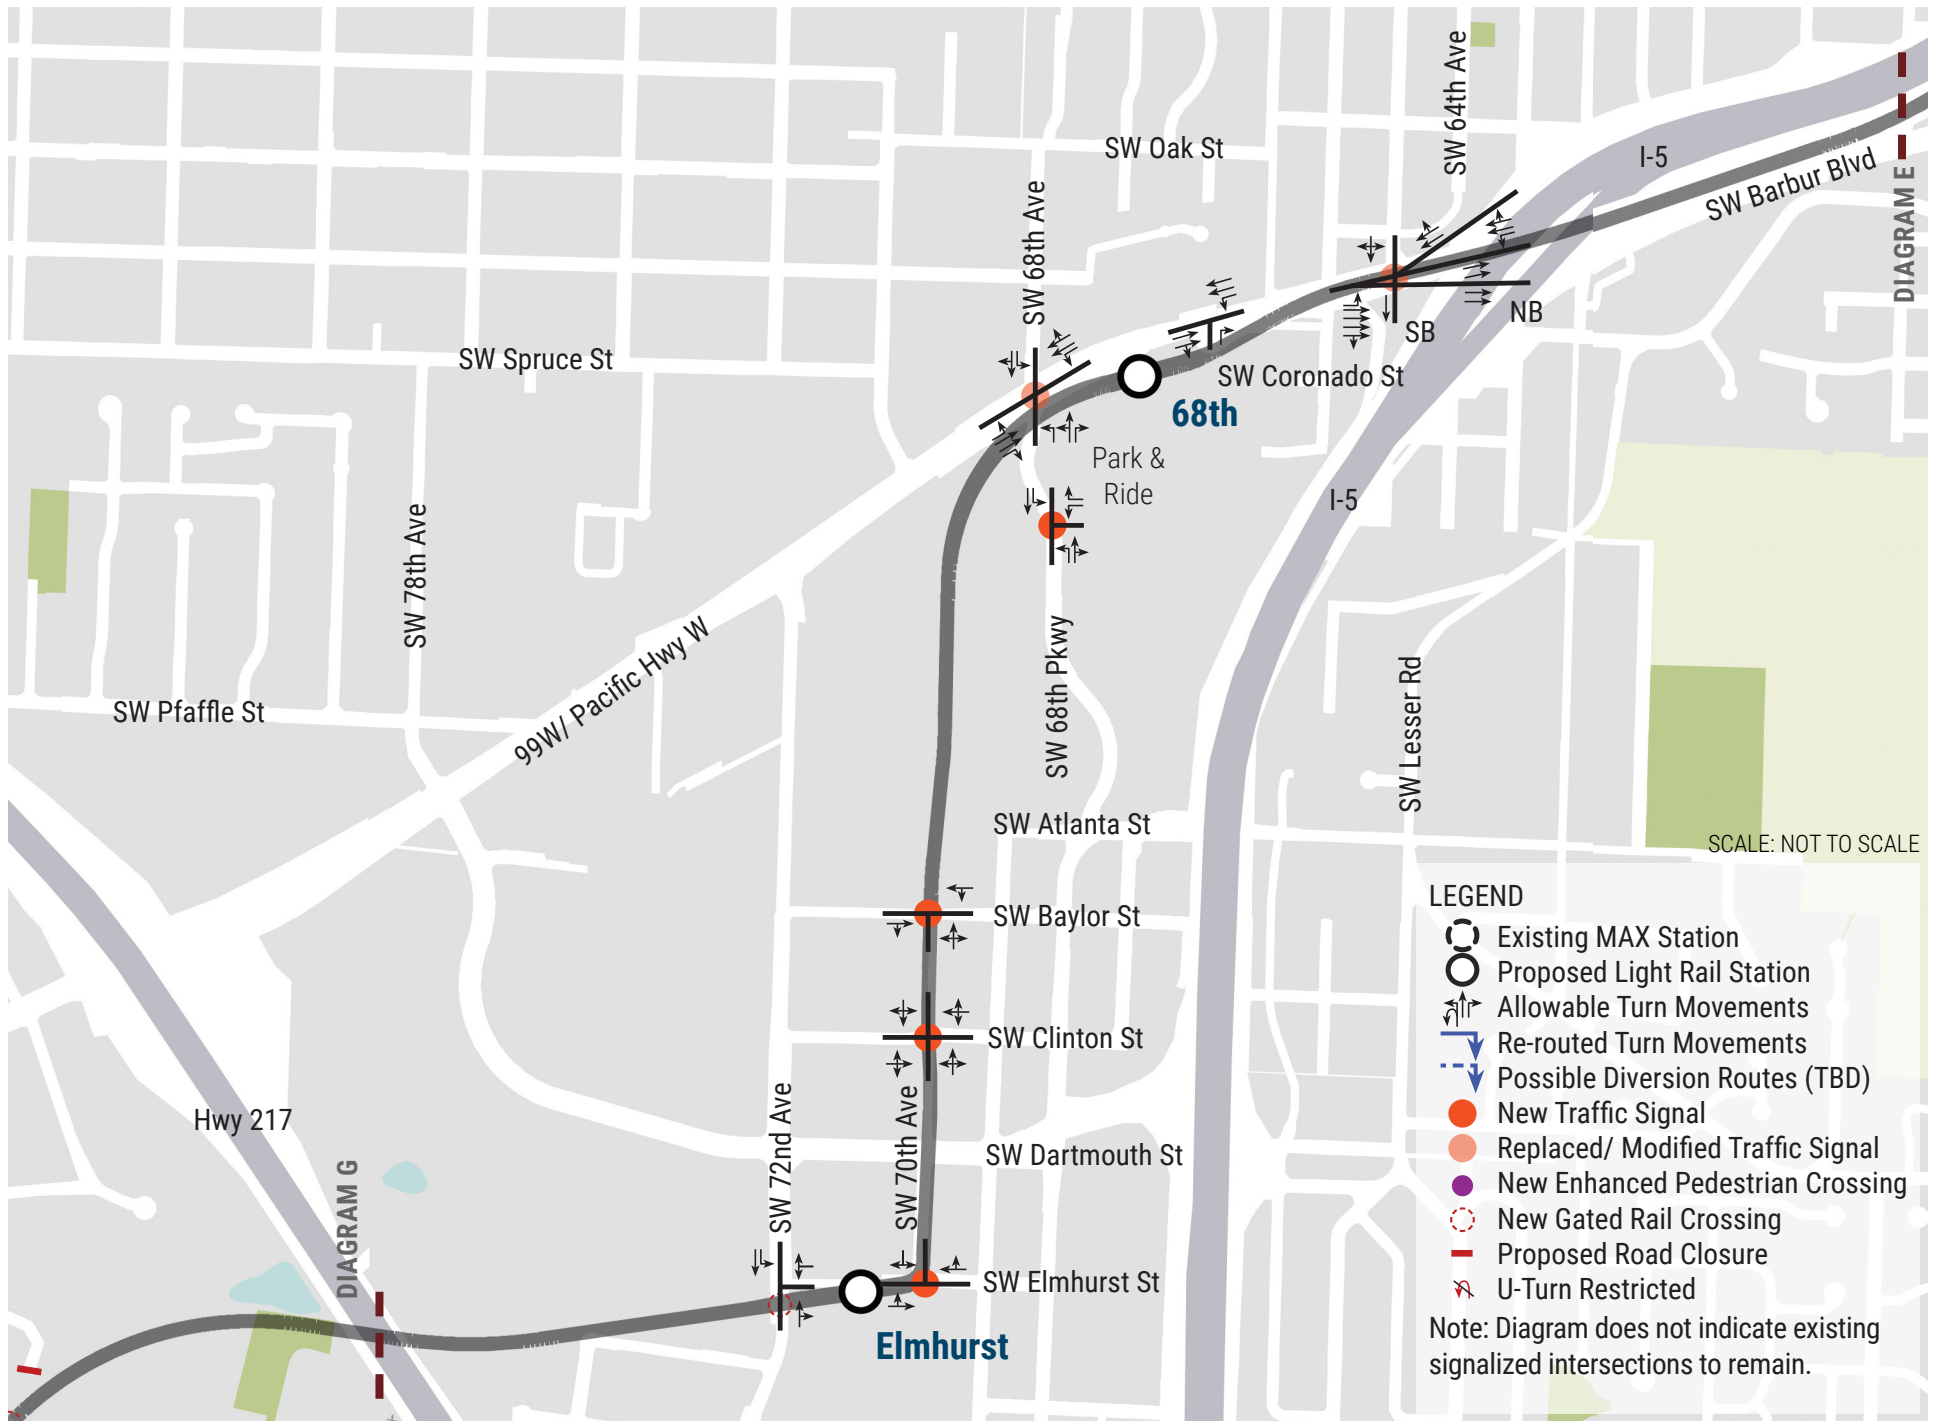 SW 64th Ave
I-5
SW Oak St
SW Barbur Blvd
DIAGRAM E
SW 68th Ave
NB
SB
SW Spruce St
SW Coronado St
68th
Park &
Ride
I-5
SW 78th Ave
SW 68th Pkwy
99W/ Pacific Hwy W
SW Lesser Rd
SW Pfaffle St
SW Atlanta St
SCALE: NOT TO SCALE
SW Baylor St
SW Clinton St
SW 72nd Ave
SW 70th Ave
Hwy 217
SW Dartmouth St
DIAGRAM G
SW Elmhurst St
Elmhurst
LEGEND
Existing MAX Station
Proposed Light Rail Station
Allowable Turn Movements
Re-routed Turn Movements
Possible Diversion Routes (TBD)
New Traffic Signal
Replaced/ Modified Traffic Signal
New Enhanced Pedestrian Crossing
New Gated Rail Crossing
Proposed Road Closure
U-Turn Restricted
Note: Diagram does not indicate existing
signalized intersections to remain.